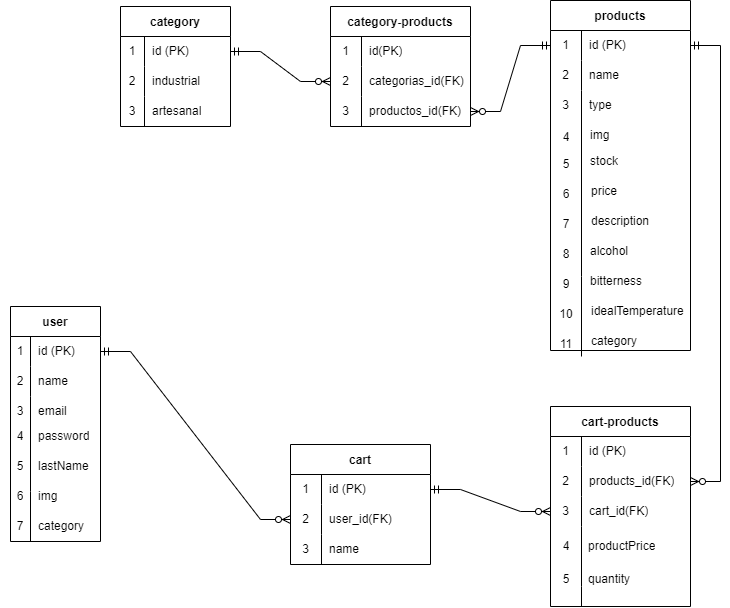 category
1 id (PK)
2 industrial
3 artesanal
category-products
1 id(PK)
2 categorias_id(FK)
3 productos_id(FK)
products
1 id (PK)
2 name
3 type
4 img
5 stock
6 price
7 description
8 alcohol
9 bitterness
10 idealTemperature
11 category
user
1 id (PK)
2 name
3 email
4 password
5 lastName
6 img
7 category
cart
1 id (PK)
2 user_id(FK)
3 name
cart-products
1 id (PK)
2 products_id(FK)
3 cart_id(FK)
4 productPrice
5 quantity